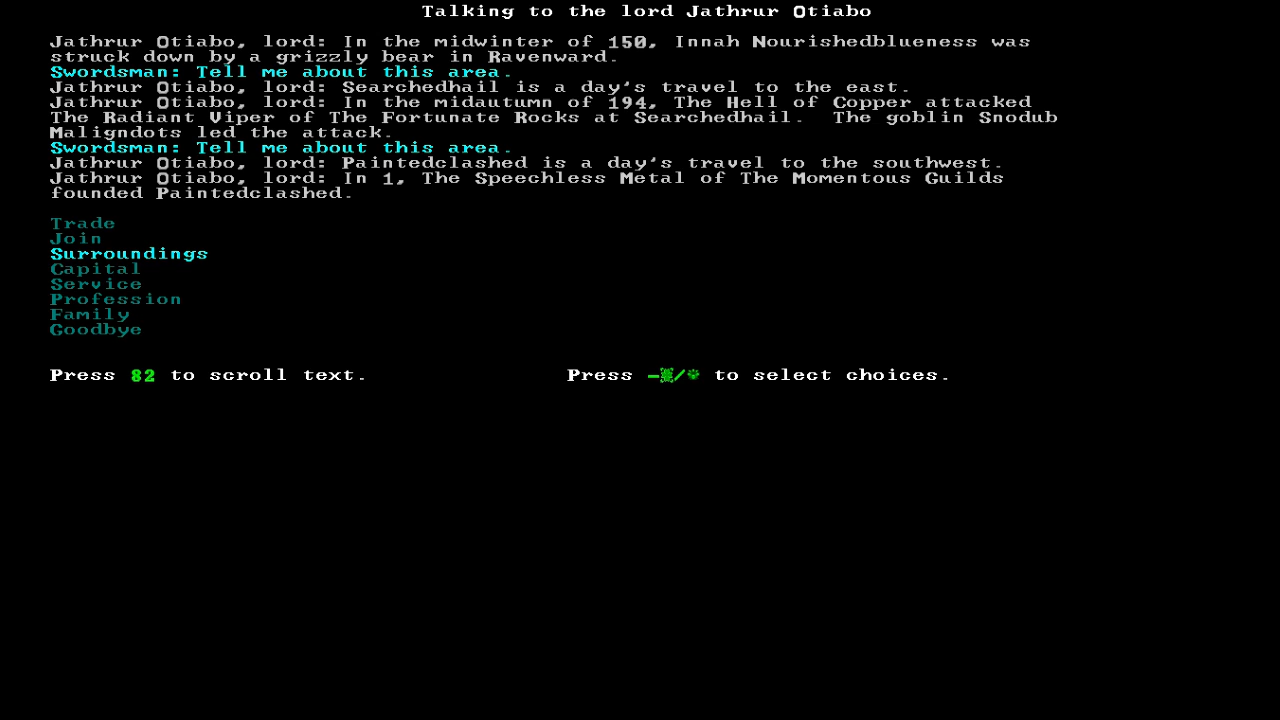 Talking to the lord Jathrur Otiabo
Jathrur Otiabo, lord: In the midwinter of 150, Innah Nourishedblueness was
struck down by a grizzly bear in Ravenward.
Swordsman: Tell me about this area.
Jathrur Otiabo, lord: Searchedhail is a day's travel to the east.
Jathrur Otiabo, lord: In the midautumn of 194, The Hell of Copper attacked
The Radiant Viper of The Fortunate Rocks at Searchedhail.  The goblin Snodub
Maligndots led the attack.
Swordsman: Tell me about this area.
Jathrur Otiabo, lord: Paintedclashed is a day's travel to the southwest.
Jathrur Otiabo, lord: In 1, The Speechless Metal of The Momentous Guilds
founded Paintedclashed.
Trade
Join
Surroundings
Capital
Service
Profession
Family
Goodbye
Press 82 to scroll text. Press -/* to select choices.